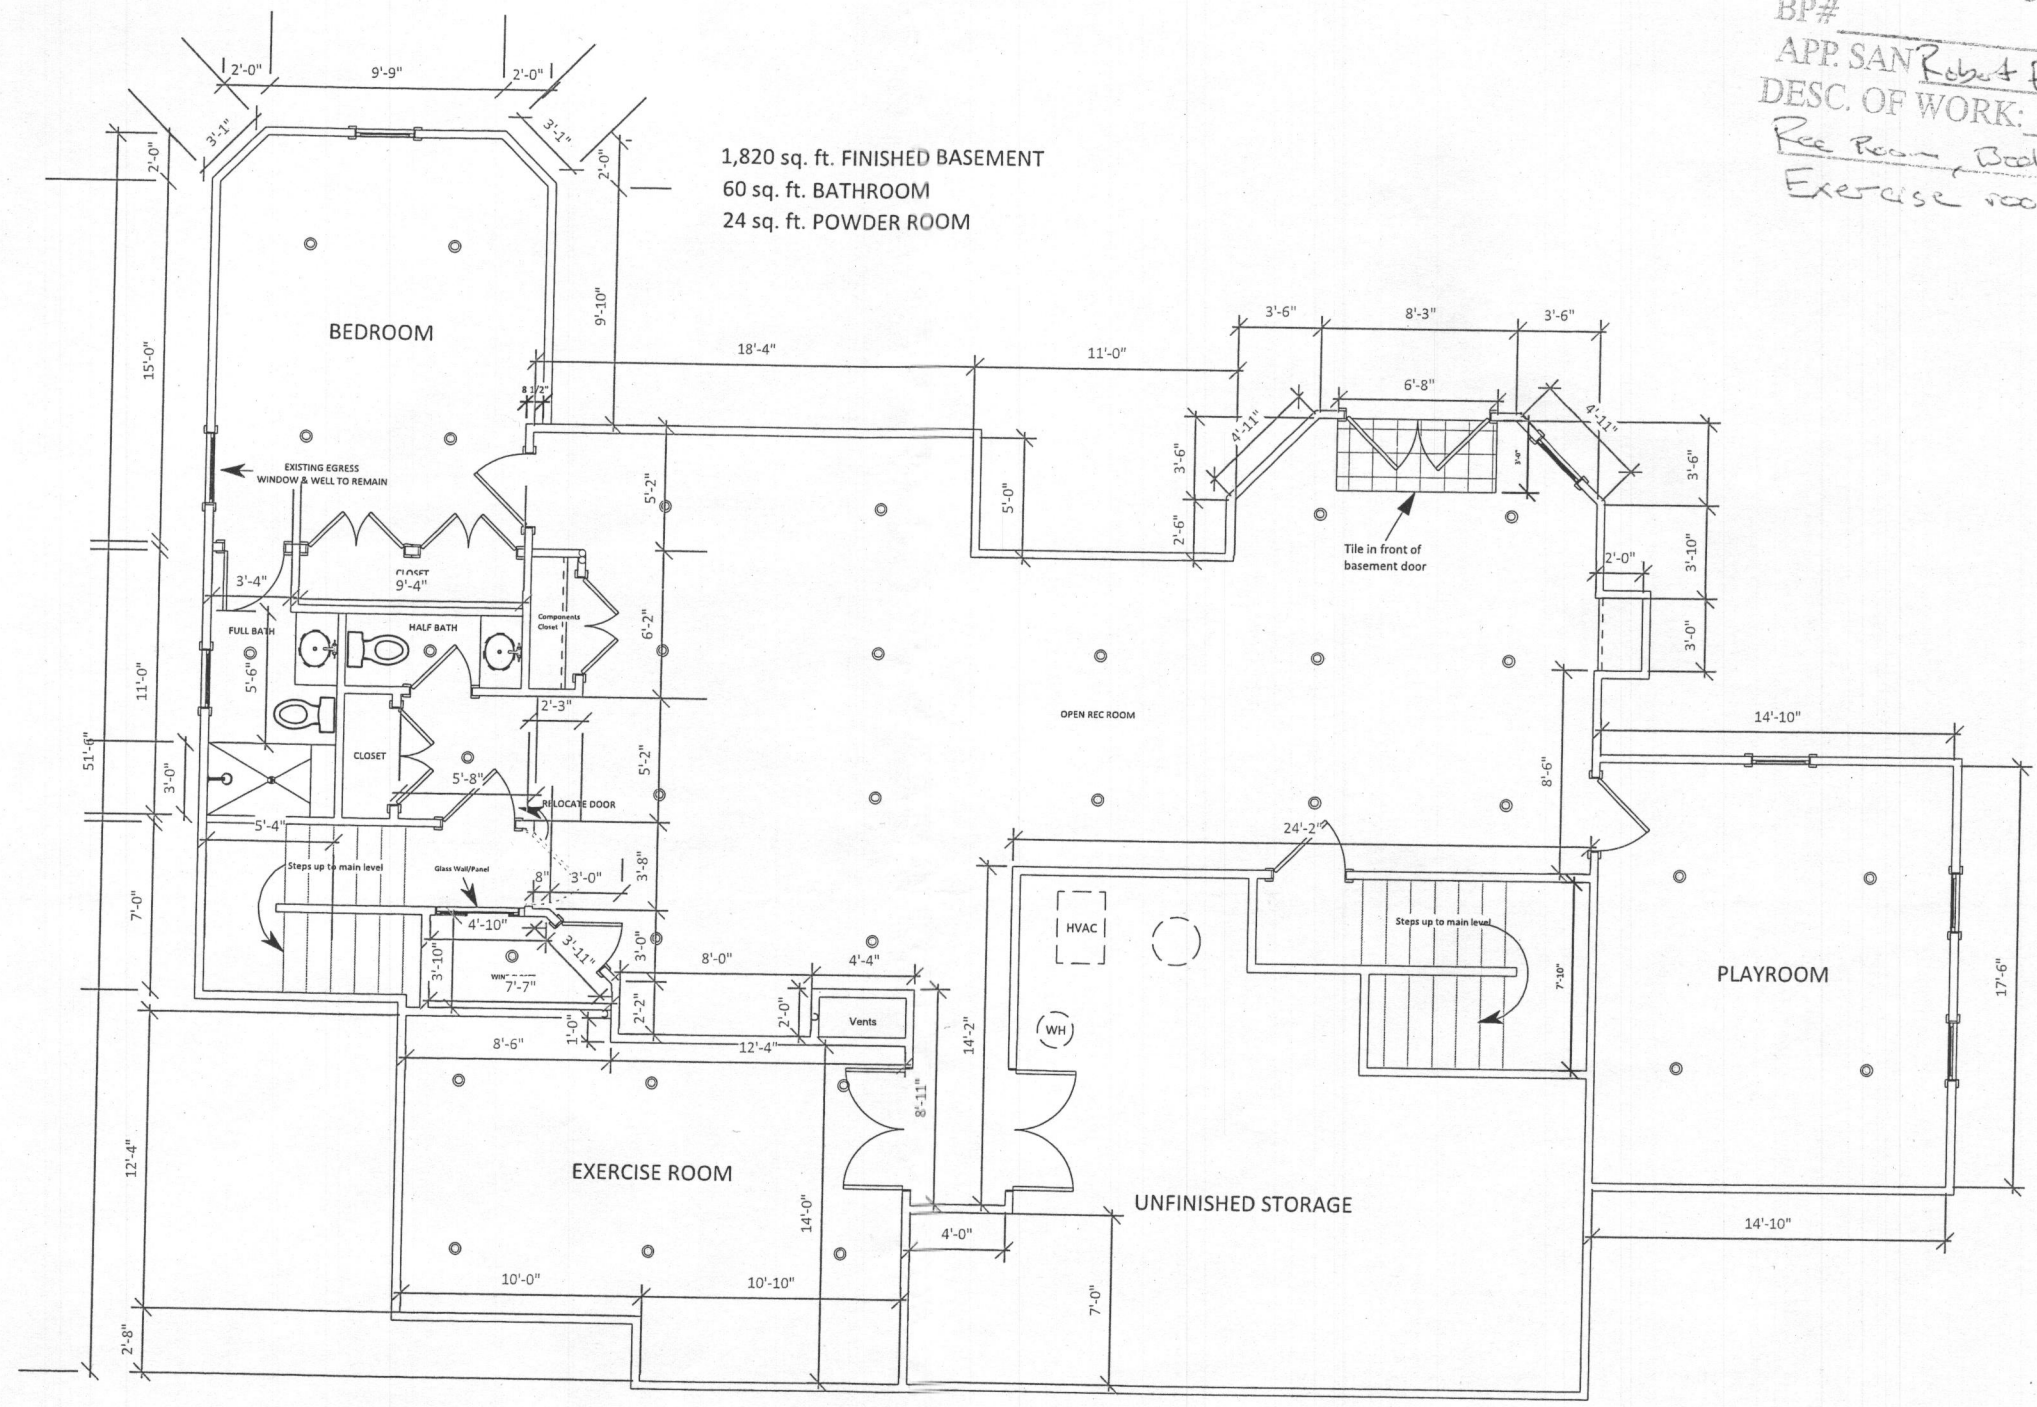 BP#
APP. SAN Robert
DESC. OF WORK:
Rec Room,
Exercise
2'-0"
9'-9"
2'-0"
3'-1"
3'-1"
2'-0"
2'-0"
1,820 sq. ft. FINISHED BASEMENT
60 sq. ft. BATHROOM
24 sq. ft. POWDER ROOM
BEDROOM
15'-0"
9'-10"
18'-4"
11'-0"
3'-6"
8'-3"
3'-6"
8 1/2"
6'-8"
4'-11"
4'-11"
3'-6"
3'-0"
3'-6"
EXISTING EGRESS
WINDOW & WELL TO REMAIN
5'-2"
5'-0"
2'-6"
Tile in front of
basement door
3'-10"
2'-0"
3'-4"
CLOSET
9'-4"
Components
Closet
FULL BATH
HALF BATH
6'-2"
3'-0"
5'-6"
11'-0"
2'-3"
OPEN REC ROOM
14'-10"
51'-6"
3'-0"
CLOSET
5'-8"
5'-2"
8'-6"
RELOCATE DOOR
5'-4"
24'-2"
Steps up to main level
Glass Wall/Panel
8"
3'-0"
3'-8"
7'-0"
4'-10"
HVAC
Steps up to main level
3'-10"
3'-11"
3'-0"
8'-0"
4'-4"
7'-7"
7'-10"
PLAYROOM
17'-6"
2'-2"
2'-0"
Vents
WH
1'-0"
8'-6"
12'-4"
14'-2"
8'-11"
12'-4"
EXERCISE ROOM
14'-0"
UNFINISHED STORAGE
4'-0"
14'-10"
10'-0"
10'-10"
7'-0"
2'-8"